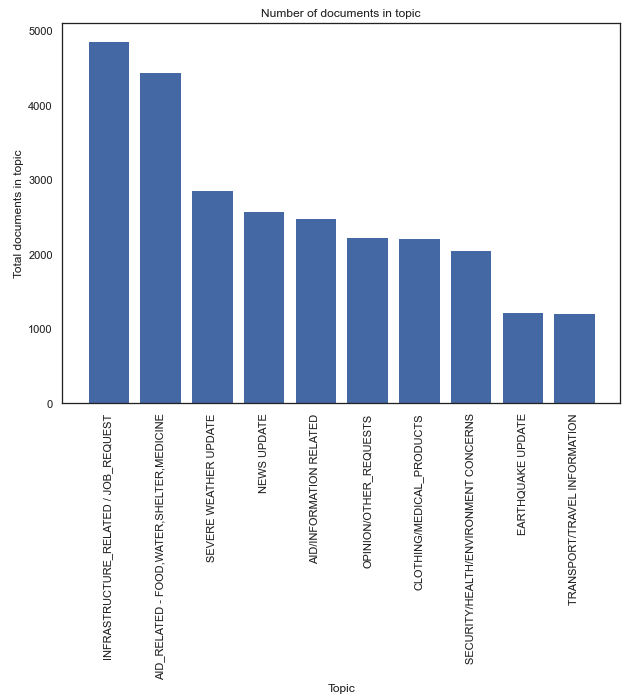 Number of documents in topic
Total documents in topic
5000
4000
3000
2000
1000
0
INFRASTRUCTURE_RELATED / JOB_REQUEST
AID_RELATED - FOOD,WATER,SHELTER,MEDICINE
SEVERE WEATHER UPDATE
NEWS UPDATE
AID/INFORMATION RELATED
OPINION/OTHER_REQUESTS
CLOTHING/MEDICAL_PRODUCTS
SECURITY/HEALTH/ENVIRONMENT CONCERNS
EARTHQUAKE UPDATE
TRANSPORT/TRAVEL INFORMATION
Topic